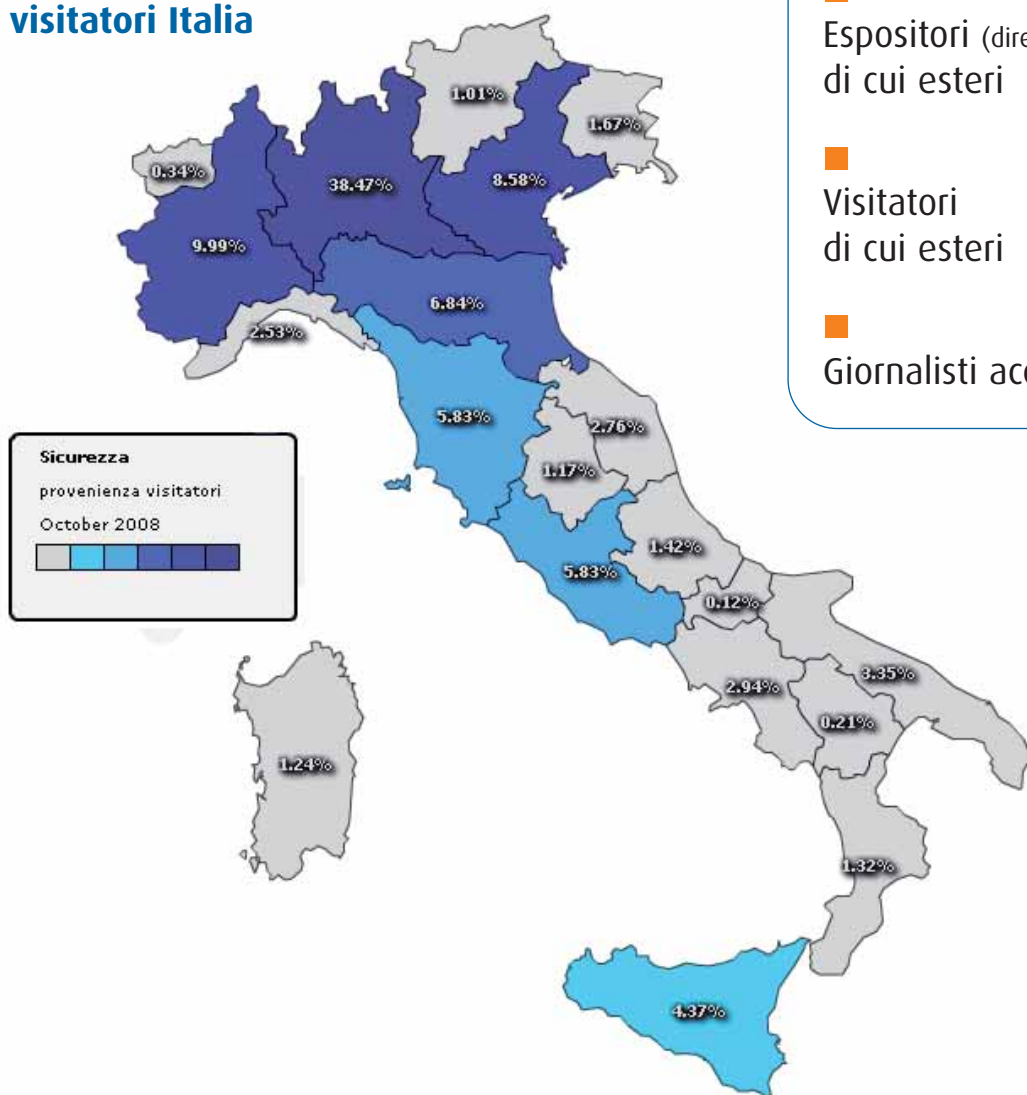 visitatori Italia
Espositori
di cui esteri
Visitatori
di cui esteri
Giornalisti
1.01%
1.67%
0.34%
38.47%
8.58%
9.99%
6.84%
2.53%
5.83%
2.76%
1.17%
Sicurezza
provenienza visitatori
October 2008
1.42%
5.83%
0.12%
2.94%
3.35%
0.21%
1.24%
1.32%
4.37%